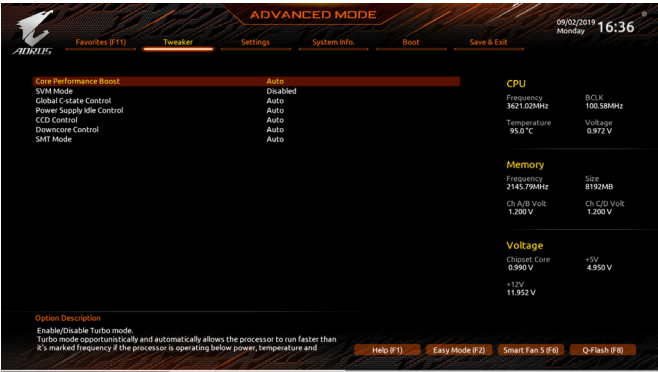 ADVANCED MODE
09/02/2019 Monday 16:36
AORUS
Favorites (F11) Tweaker Settings System Info. Boot Save & Exit
Core Performance Boost Auto
SVM Mode Disabled
Global C-state Control Auto
Power Supply Idle Control Auto
CCD Control Auto
Downcore Control Auto
SMT Mode Auto
CPU
Frequency BCLK
3621.02MHz 100.58MHz
Temperature Voltage
95.0 °C 0.972 V
Memory
Frequency Size
2145.79MHz 8192MB
Ch A/B Volt Ch C/D Volt
1.200 V 1.200 V
Voltage
Chipset Core +5V
0.990 V 4.950 V
+12V
11.952 V
Option Description
Enable/Disable Turbo mode.
Turbo mode opportunistically and automatically allows the processor to run faster than
it's marked frequency if the processor is operating below power, temperature and
Help (F1) Easy Mode (F2) Smart Fan 5 (F6) Q-Flash (F8)